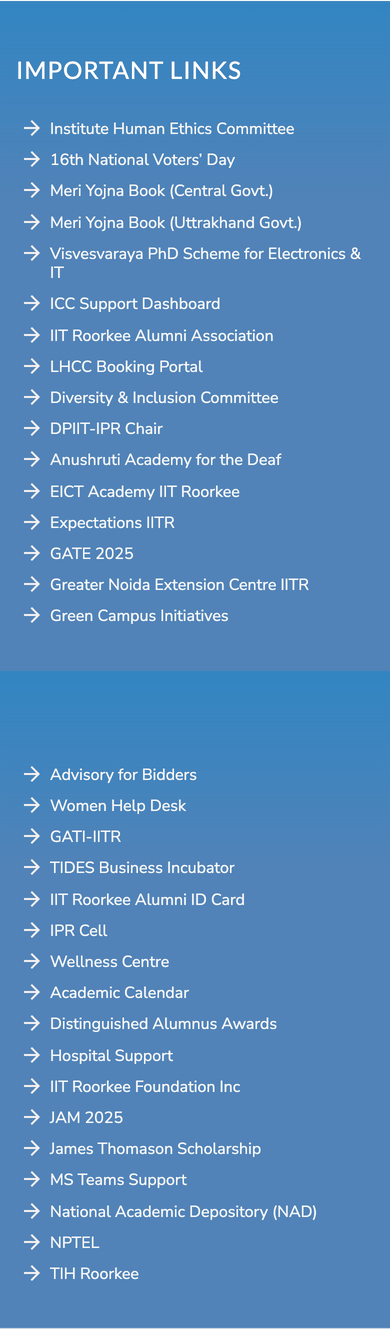 IMPORTANT LINKS
Institute Human Ethics Committee
16th National Voters' Day
Meri Yojna Book (Central Govt.)
Meri Yojna Book (Uttrakhand Govt.)
Visvesvaraya PhD Scheme for Electronics &
IT
ICC Support Dashboard
IIT Roorkee Alumni Association
LHCC Booking Portal
Diversity & Inclusion Committee
DPIIT-IPR Chair
Anushruti Academy for the Deaf
EICT Academy IIT Roorkee
Expectations IITR
GATE 2025
Greater Noida Extension Centre IITR
Green Campus Initiatives
Advisory for Bidders
Women Help Desk
GATI-IITR
TIDES Business Incubator
IIT Roorkee Alumni ID Card
IPR Cell
Wellness Centre
Academic Calendar
Distinguished Alumnus Awards
Hospital Support
IIT Roorkee Foundation Inc
JAM 2025
James Thomason Scholarship
MS Teams Support
National Academic Depository (NAD)
NPTEL
TIH Roorkee